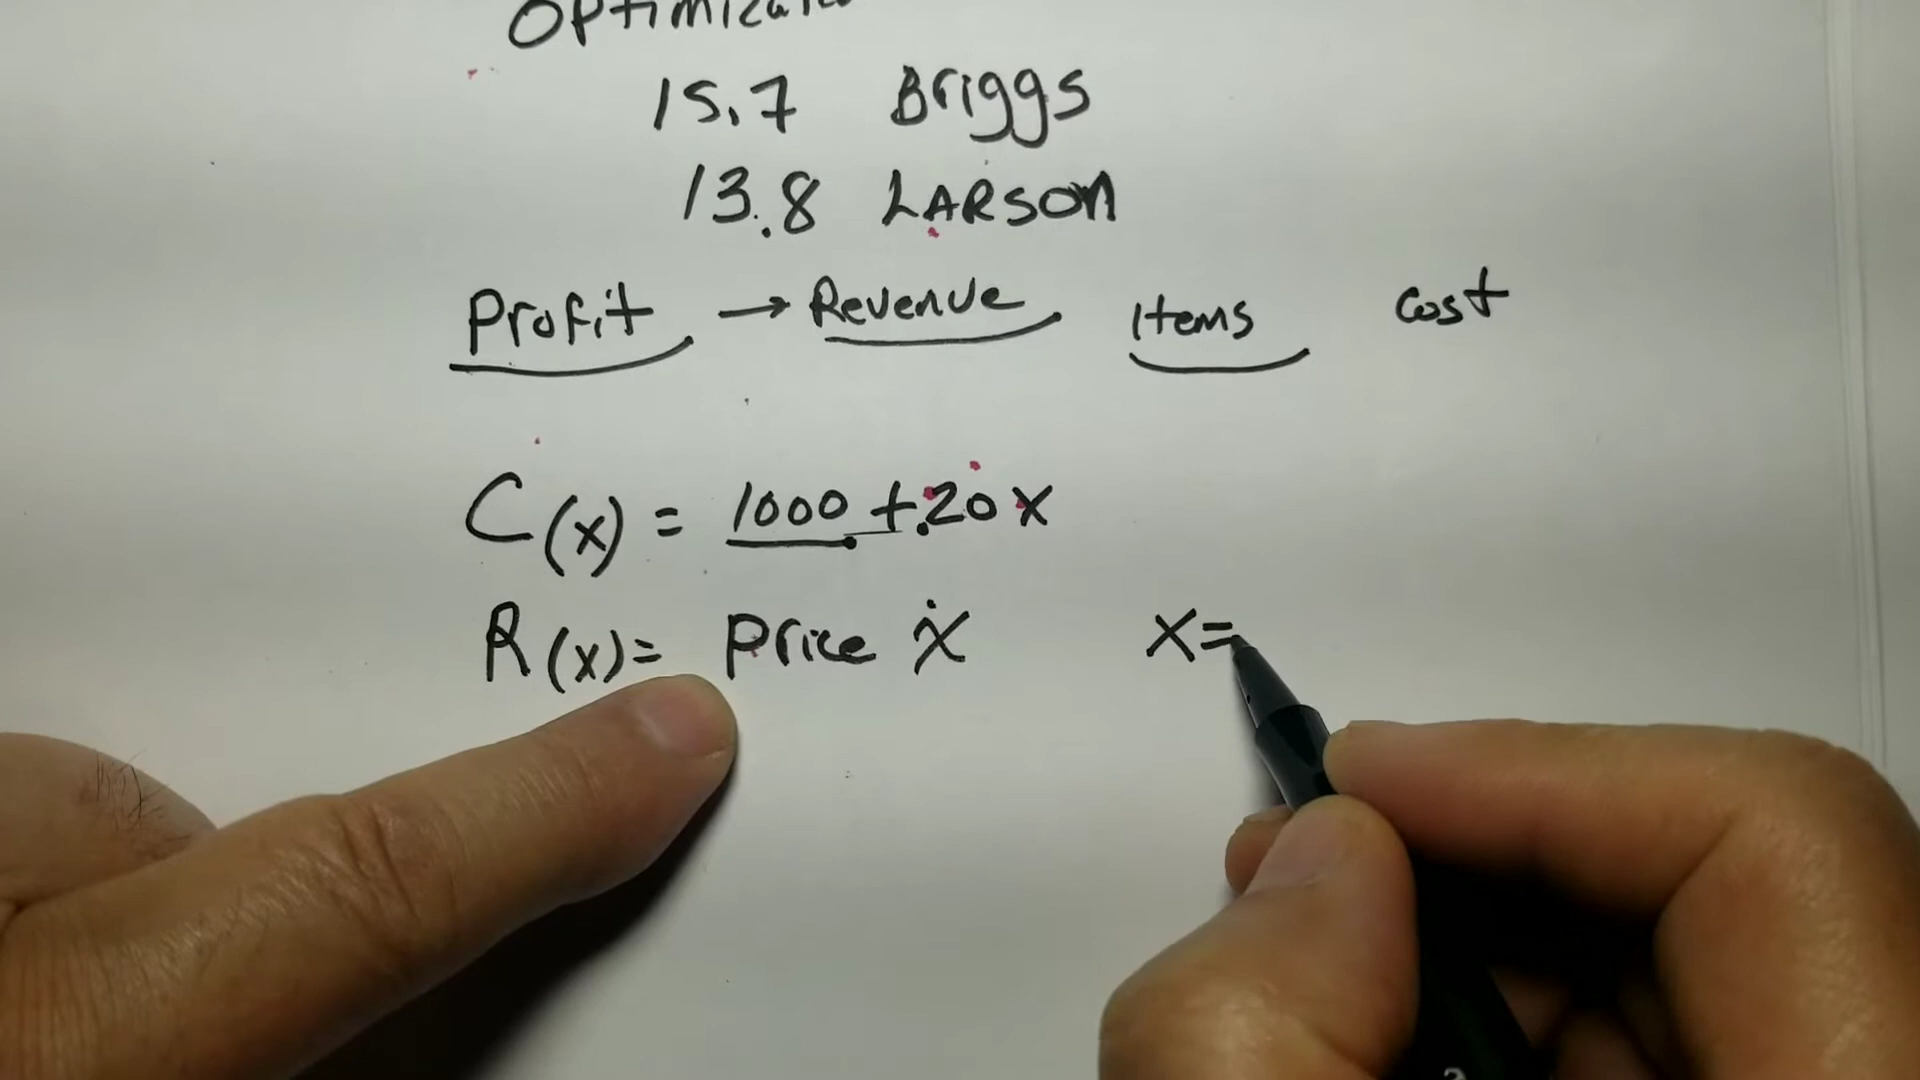 15.7 Briggs
13.8 LARSON
Profit → Revenue Items Cost
C(x) = 1000 + .20x
R(x) = Price x x=